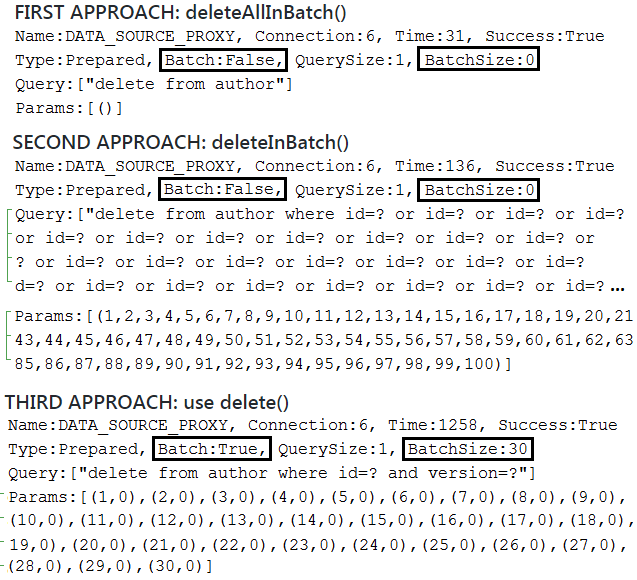 FIRST APPROACH: deleteAllInBatch()
Name:DATA_SOURCE_PROXY, Connection:6, Time:31, Success:True
Type:Prepared, Batch:False, QuerySize:1, BatchSize:0
Query:["delete from author"]
Params:[()]
SECOND APPROACH: deleteInBatch()
Name:DATA_SOURCE_PROXY, Connection:6, Time:136, Success:True
Type:Prepared, Batch:False, QuerySize:1, BatchSize:0
Query:["delete from author where id=? or id=? or id=? or id=?
or id=? or id=? or id=? or id=? or id=? or id=? or id=? or
? or id=? or id=? or id=? or id=? or id=? or id=? or id=?
d=? or id=? or id=? or id=? or id=? or id=? or id=? or id=? ...
Params:[(1,2,3,4,5,6,7,8,9,10,11,12,13,14,15,16,17,18,19,20,21
43,44,45,46,47,48,49,50,51,52,53,54,55,56,57,58,59,60,61,62,63
85,86,87,88,89,90,91,92,93,94,95,96,97,98,99,100)]
THIRD APPROACH: use delete()
Name:DATA_SOURCE_PROXY, Connection:6, Time:1258, Success:True
Type:Prepared, Batch:True, QuerySize:1, BatchSize:30
Query:["delete from author where id=? and version=?"]
Params:[(1,0),(2,0),(3,0),(4,0),(5,0),(6,0),(7,0),(8,0),(9,0),
(10,0),(11,0),(12,0),(13,0),(14,0),(15,0),(16,0),(17,0),(18,0),
19,0),(20,0),(21,0),(22,0),(23,0),(24,0),(25,0),(26,0),(27,0),
(28,0),(29,0),(30,0)]